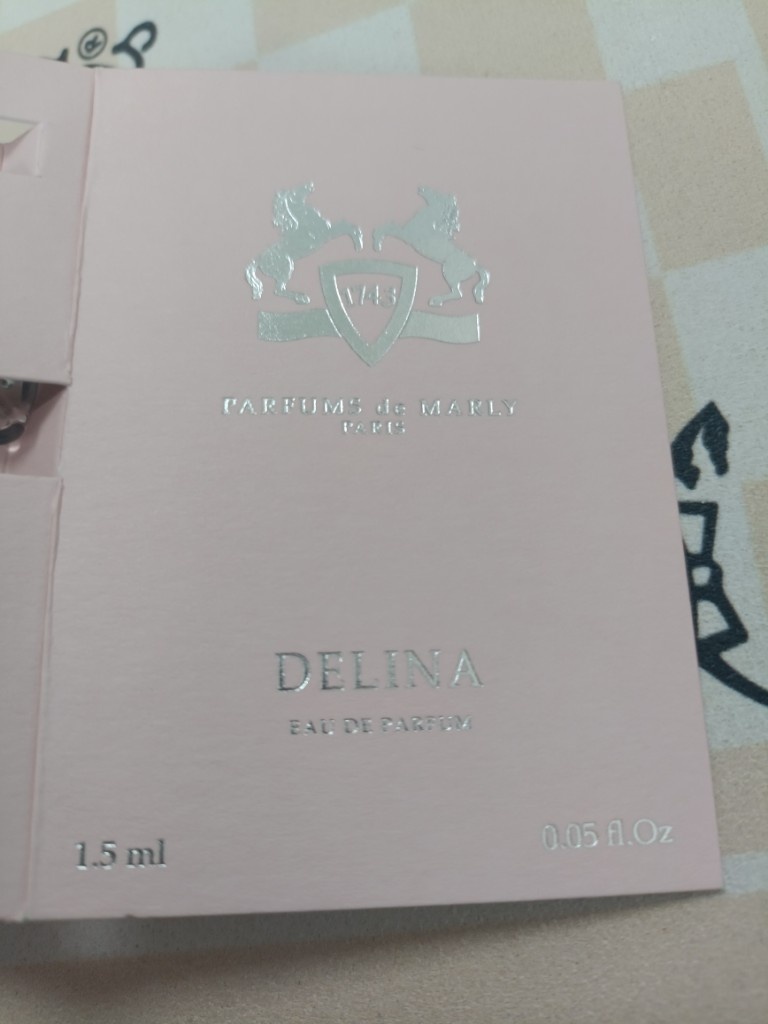 ®
1743
PARFUMS de MARLY
PARIS
DELINA
EAU DE PARFUM
1.5 ml
0.05 fl.Oz